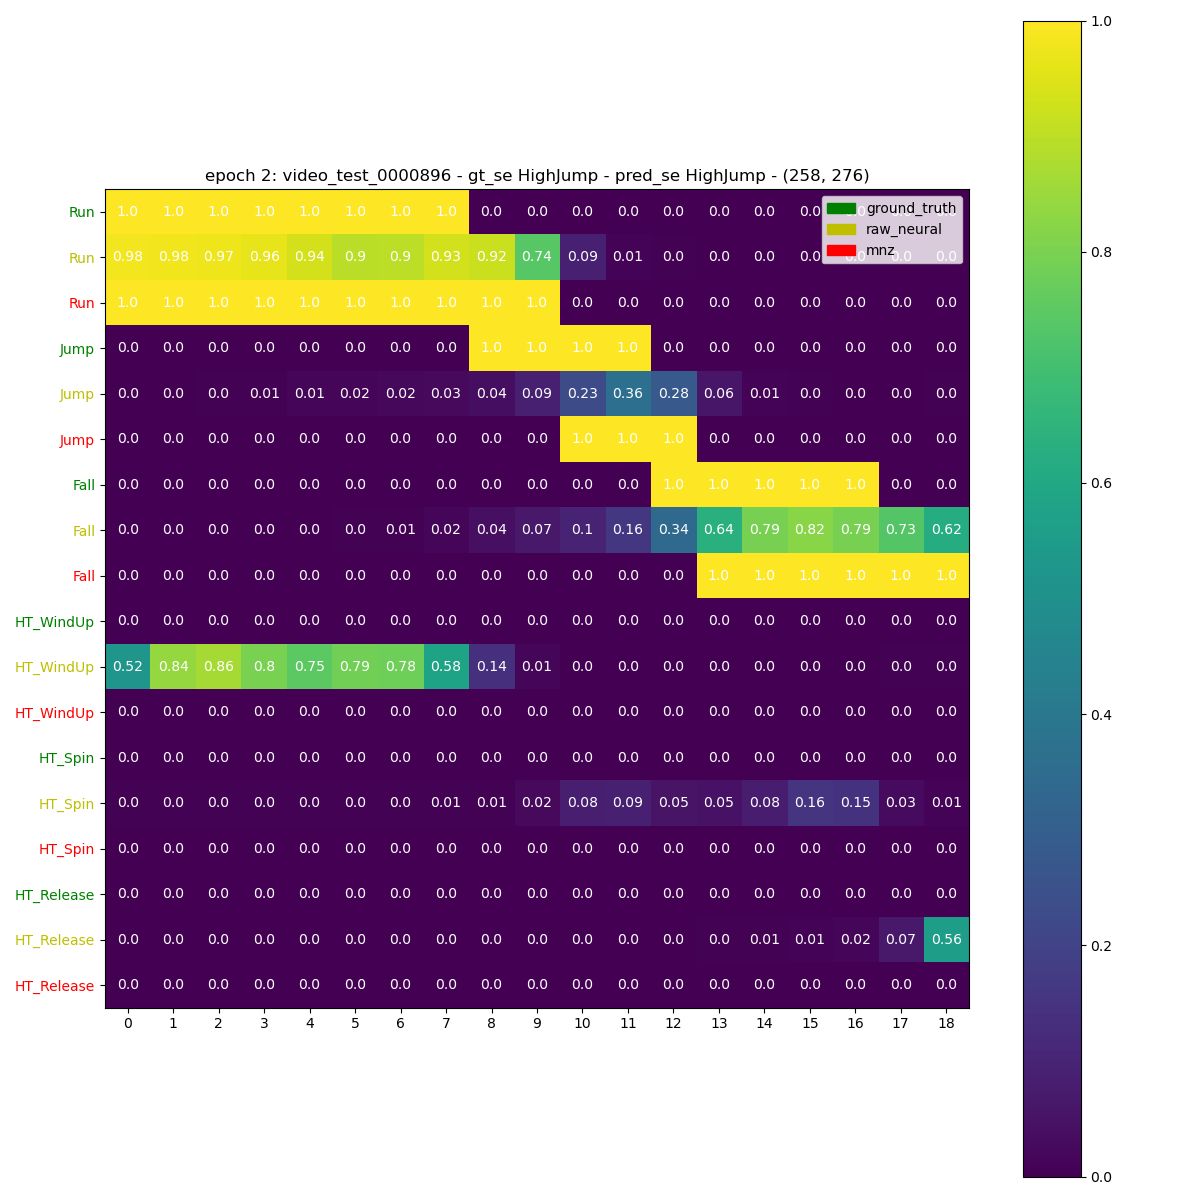 epoch 2: video_test_0000896 - gt_se HighJump - pred_se HighJump - (258, 276)
Run 1.0 1.0 1.0 1.0 1.0 1.0 1.0 1.0 0.0 0.0 0.0 0.0 0.0 0.0 0.0 0.0
ground_truth
raw_neural
mnz
Run 0.98 0.98 0.97 0.96 0.94 0.9 0.9 0.93 0.92 0.74 0.09 0.01 0.0 0.0 0.0 0.0
Run 1.0 1.0 1.0 1.0 1.0 1.0 1.0 1.0 1.0 1.0 0.0 0.0 0.0 0.0 0.0 0.0 0.0 0.0 0.0
Jump 0.0 0.0 0.0 0.0 0.0 0.0 0.0 0.0 1.0 1.0 1.0 1.0 0.0 0.0 0.0 0.0 0.0 0.0 0.0
Jump 0.0 0.0 0.0 0.01 0.01 0.02 0.02 0.03 0.04 0.09 0.23 0.36 0.28 0.06 0.01 0.0 0.0 0.0 0.0
Jump 0.0 0.0 0.0 0.0 0.0 0.0 0.0 0.0 0.0 0.0 1.0 1.0 1.0 0.0 0.0 0.0 0.0 0.0 0.0
Fall 0.0 0.0 0.0 0.0 0.0 0.0 0.0 0.0 0.0 0.0 0.0 0.0 1.0 1.0 1.0 1.0 1.0 0.0 0.0
Fall 0.0 0.0 0.0 0.0 0.0 0.0 0.01 0.02 0.04 0.07 0.1 0.16 0.34 0.64 0.79 0.82 0.79 0.73 0.62
Fall 0.0 0.0 0.0 0.0 0.0 0.0 0.0 0.0 0.0 0.0 0.0 0.0 0.0 1.0 1.0 1.0 1.0 1.0 1.0
HT_WindUp 0.0 0.0 0.0 0.0 0.0 0.0 0.0 0.0 0.0 0.0 0.0 0.0 0.0 0.0 0.0 0.0 0.0 0.0 0.0
HT_WindUp 0.52 0.84 0.86 0.8 0.75 0.79 0.78 0.58 0.14 0.01 0.0 0.0 0.0 0.0 0.0 0.0 0.0 0.0 0.0
HT_WindUp 0.0 0.0 0.0 0.0 0.0 0.0 0.0 0.0 0.0 0.0 0.0 0.0 0.0 0.0 0.0 0.0 0.0 0.0 0.0
HT_Spin 0.0 0.0 0.0 0.0 0.0 0.0 0.0 0.0 0.0 0.0 0.0 0.0 0.0 0.0 0.0 0.0 0.0 0.0 0.0
HT_Spin 0.0 0.0 0.0 0.0 0.0 0.0 0.0 0.01 0.01 0.02 0.08 0.09 0.05 0.05 0.08 0.16 0.15 0.03 0.01
HT_Spin 0.0 0.0 0.0 0.0 0.0 0.0 0.0 0.0 0.0 0.0 0.0 0.0 0.0 0.0 0.0 0.0 0.0 0.0 0.0
HT_Release 0.0 0.0 0.0 0.0 0.0 0.0 0.0 0.0 0.0 0.0 0.0 0.0 0.0 0.0 0.0 0.0 0.0 0.0 0.0
HT_Release 0.0 0.0 0.0 0.0 0.0 0.0 0.0 0.0 0.0 0.0 0.0 0.0 0.0 0.0 0.01 0.01 0.02 0.07 0.56
HT_Release 0.0 0.0 0.0 0.0 0.0 0.0 0.0 0.0 0.0 0.0 0.0 0.0 0.0 0.0 0.0 0.0 0.0 0.0 0.0
0 1 2 3 4 5 6 7 8 9 10 11 12 13 14 15 16 17 18
1.0
0.8
0.6
0.4
0.2
0.0